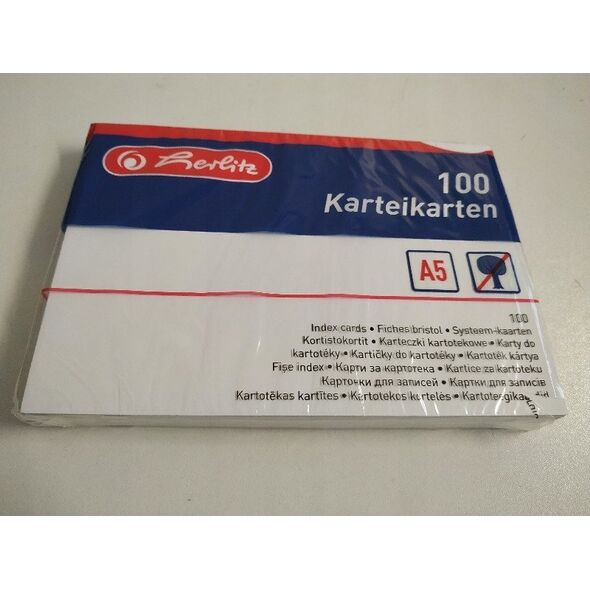 Herlitz
100
Karteikarten
A5
100
Index cards • Fiches bristol • Systeem-kaarten
Kortistokortit • Karteczki kartotekowe • Karty do
kartotéky • Kartičky do kartotéky • Kartoték kártya
Fișe index • Карти за картотека • Kartice za kartoteku
Карточки для записей • Картки для записів
Kartotēkas kartītes • Kartotekos kortelės •